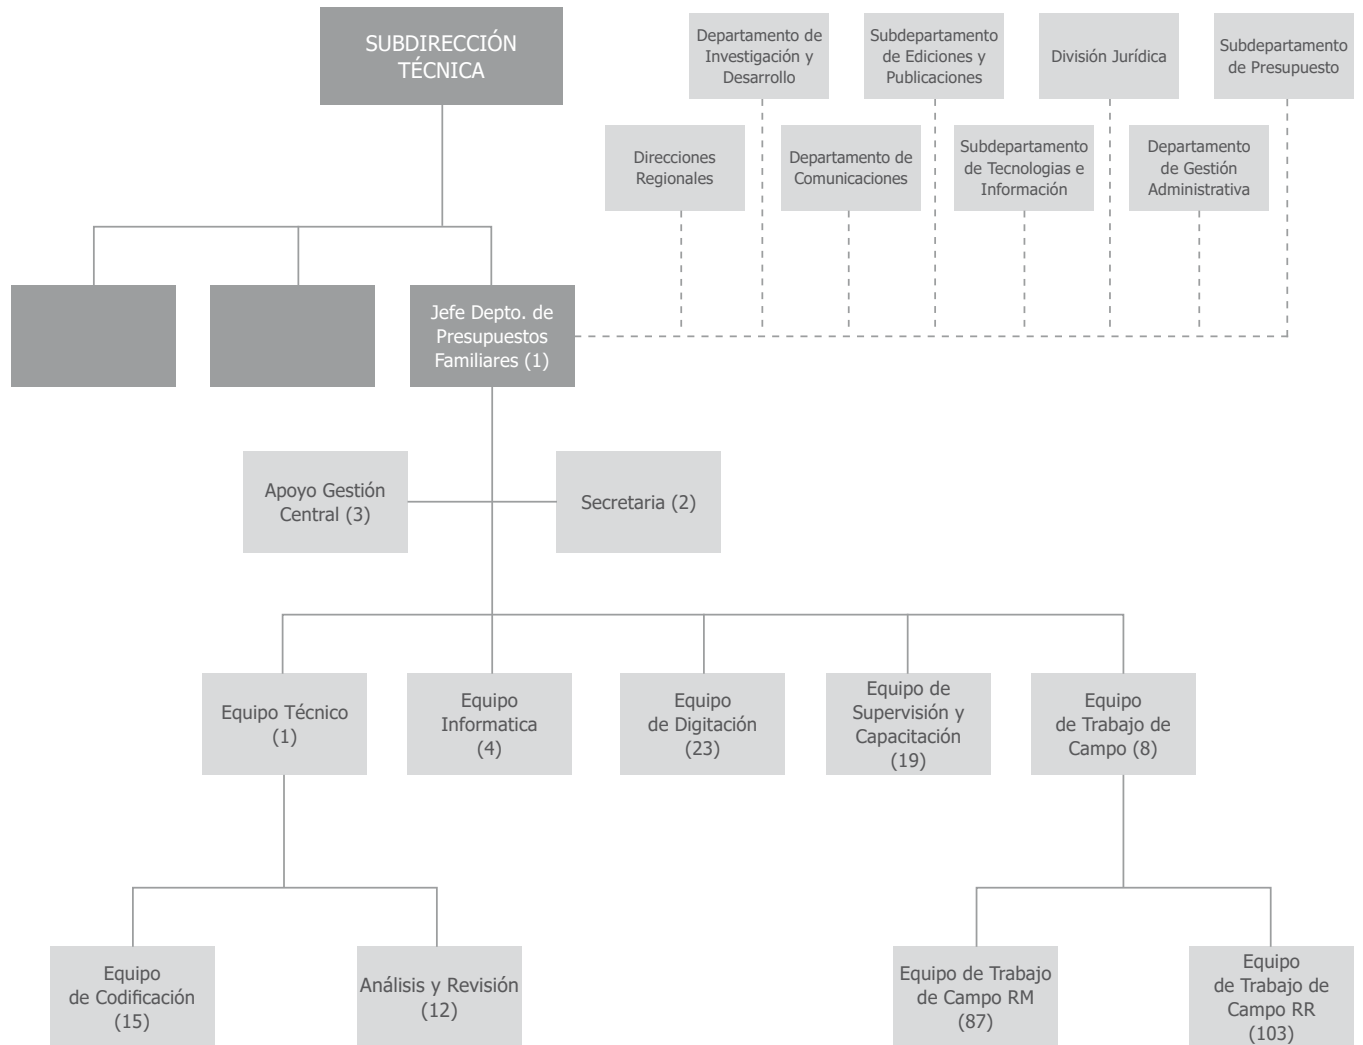 SUBDIRECCIÓN
TÉCNICA
Departamento de
Investigación y
Desarrollo
Subdepartamento
de Ediciones y
Publicaciones
División Jurídica
Subdepartamento
de Presupuesto
Direcciones
Regionales
Departamento de
Comunicaciones
Subdepartamento
de Tecnologias e
Información
Departamento
de Gestión
Administrativa
Jefe Depto. de
Presupuestos
Familiares (1)
Apoyo Gestión
Central (3)
Secretaria (2)
Equipo Técnico
(1)
Equipo
Informatica
(4)
Equipo
de Digitación
(23)
Equipo de
Supervisión y
Capacitación
(19)
Equipo
de Trabajo de
Campo (8)
Equipo
de Codificación
(15)
Análisis y Revisión
(12)
Equipo de Trabajo
de Campo RM
(87)
Equipo
de Trabajo de
Campo RR
(103)